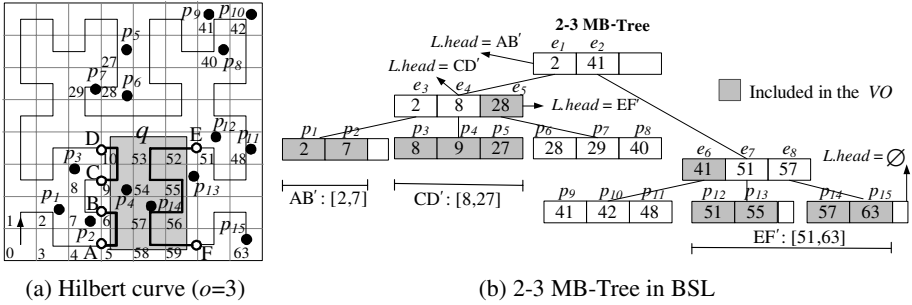 2-3 MB-Tree
p9 p10
41 42
p5
40 p8
27
p7 p6
29 28
q
D E p12
10 53 52 51 p11
48
p3
C
8 9 54 55 p13
p1 p4 p14
B
1 2 7 6 57 56
p2 p15
A F
0 3 4 5 58 59 63
(a) Hilbert curve (o=3)
L.head = AB′
e1 e2
2 41
L.head = CD′
e3 e4 e5
2 8 28
L.head = EF′
Included in the VO
p1 p2 p3 p4 p5 p6 p7 p8
2 7 8 9 27 28 29 40
e6 e7 e8
41 51 57
L.head = ∅
AB′: [2,7] CD′: [8,27]
p9 p10 p11 p12 p13 p14 p15
41 42 48 51 55 57 63
EF′: [51,63]
(b) 2-3 MB-Tree in BSL